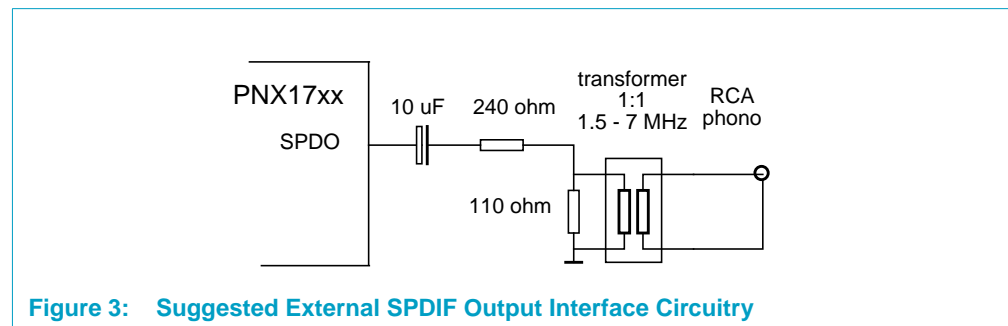 PNX17xx
SPDO
10 uF
240 ohm
110 ohm
transformer
1:1
1.5 - 7 MHz
RCA
phono
Figure 3: Suggested External SPDIF Output Interface Circuitry